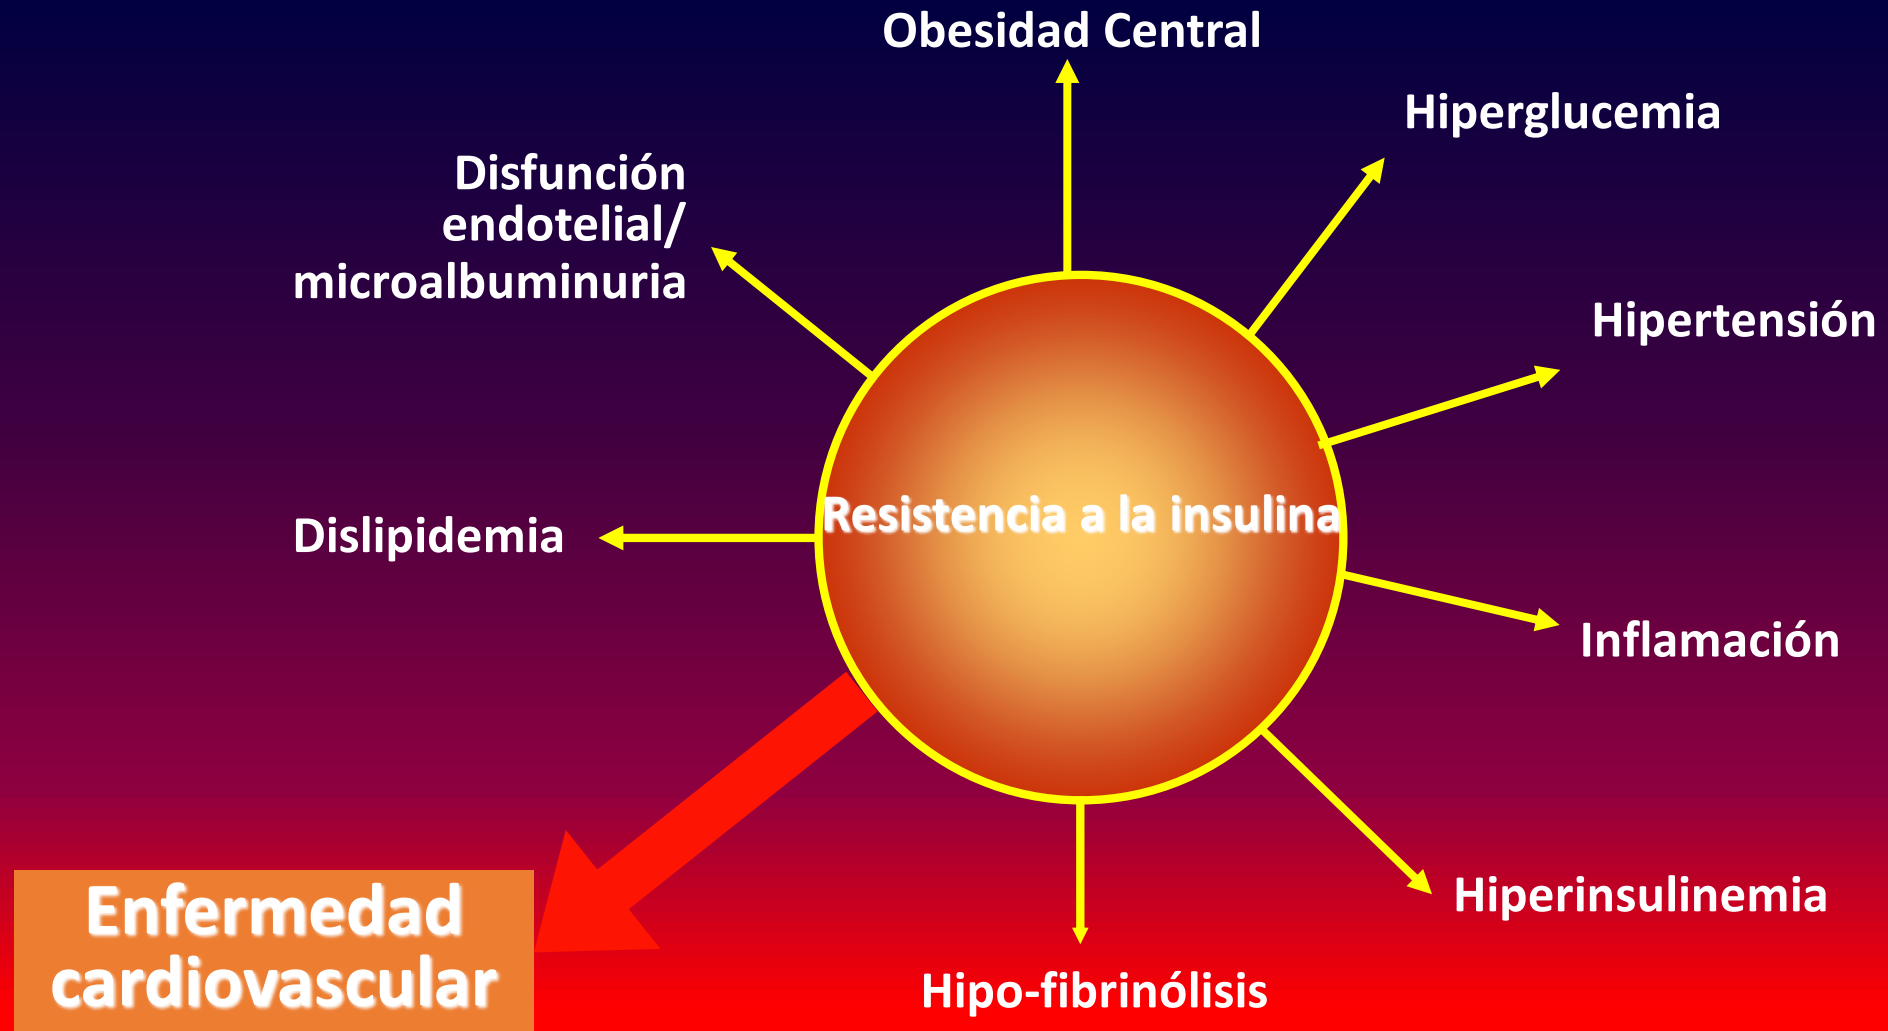 Obesidad Central
Hiperglucemia
Disfunción
endotelial/
microalbuminuria
Hipertensión
Resistencia a la insulina
Dislipidemia
Inflamación
Enfermedad
cardiovascular
Hiperinsulinemia
Hipo-fibrinólisis